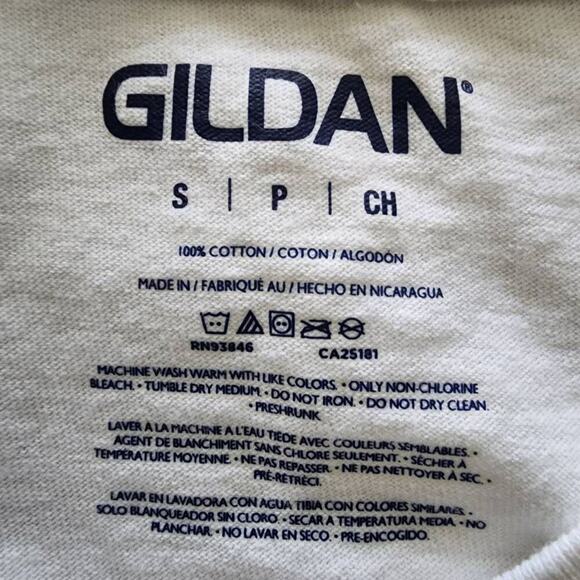 GILDAN®
S | P | CH
100% COTTON / COTON / ALGODÓN
MADE IN / FABRIQUÉ AU / HECHO EN NICARAGUA
RN93846 CA25181
MACHINE WASH WARM WITH LIKE COLORS. • ONLY NON-CHLORINE
BLEACH. • TUMBLE DRY MEDIUM. • DO NOT IRON. • DO NOT DRY CLEAN.
• PRESHRUNK
LAVER À LA MACHINE A L'EAU TIEDE AVEC COULEURS SEMBLABLES. •
AGENT DE BLANCHIMENT SANS CHLORE SEULEMENT. • SÉCHER À
TEMPÉRATURE MOYENNE. • NE PAS REPASSER. • NE PAS NETTOYER À SEC. •
PRÉ-RÉTRÉCI.
LAVAR EN LAVADORA CON AGUA TIBIA CON COLORES SIMILARES. •
SOLO BLANQUEADOR SIN CLORO. • SECAR A TEMPERATURA MEDIA. • NO
PLANCHAR. • NO LAVAR EN SECO. • PRE-ENCOGIDO.